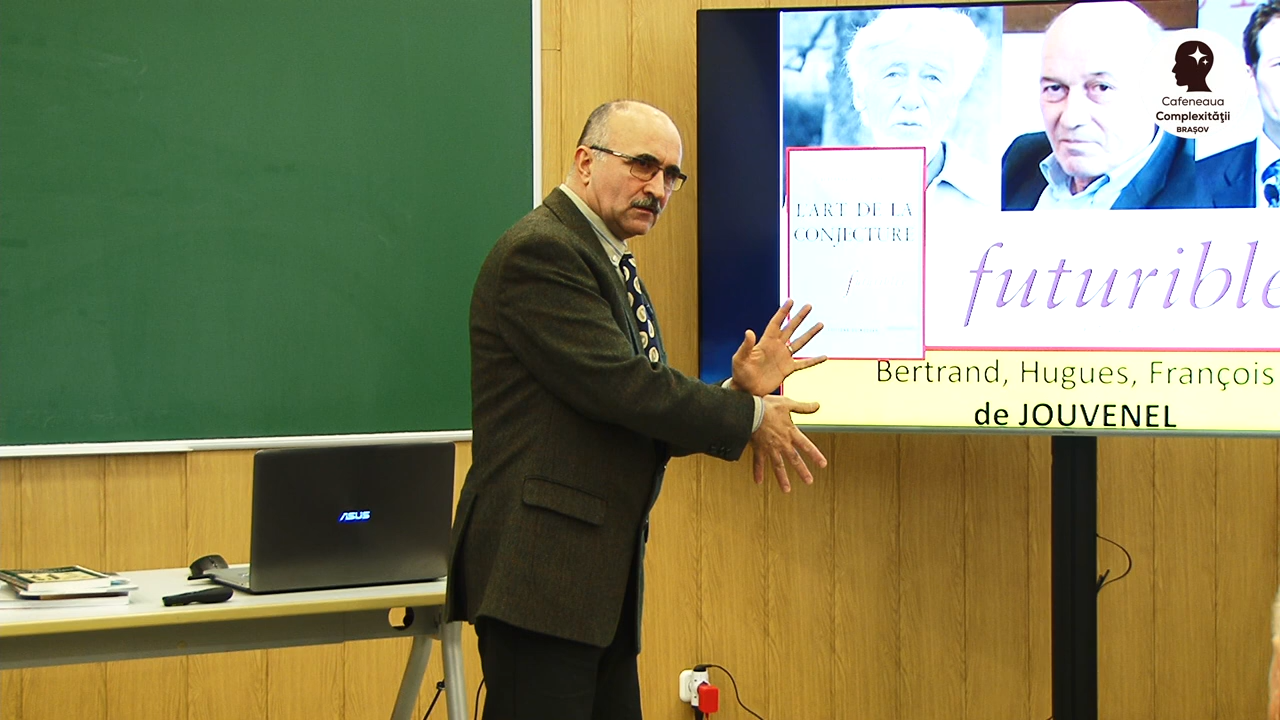 Cafeneaua
Complexității
BRAȘOV
L'ART DE LA
CONJECTURE
f
futurible
Bertrand, Hugues, François
de JOUVENEL
ASUS